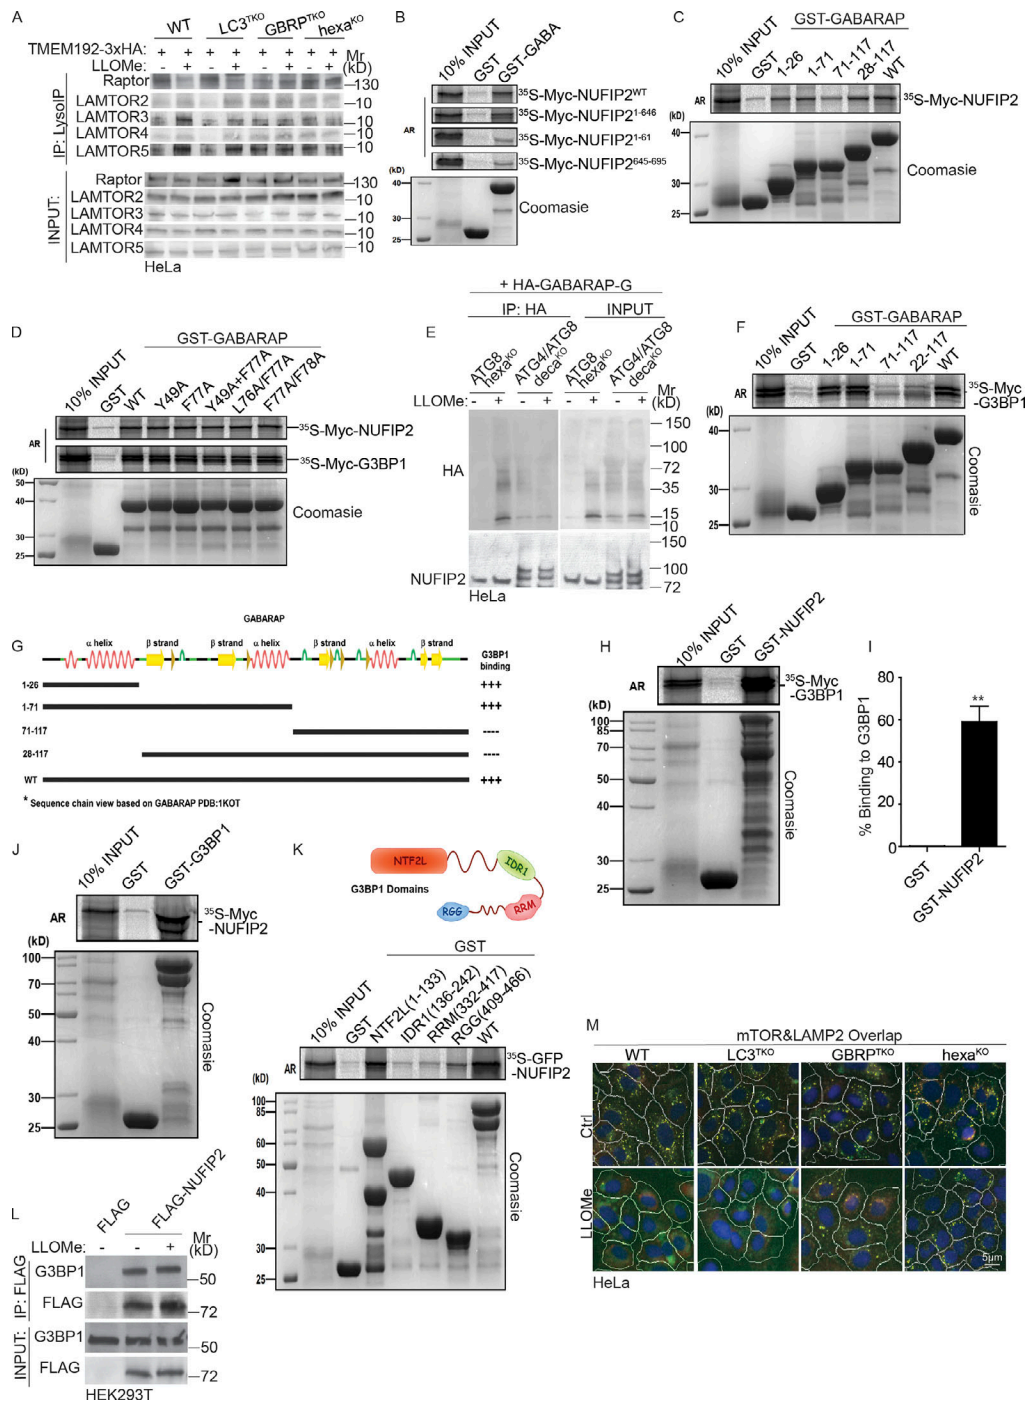 A
WT LC3TKO GBRPTKO hexaKO
TMEM192-3xHA: + + + + + + + + Mr
LLOMe: - + - + - + - + (kD)
IP: LysoIP
Raptor –130
LAMTOR2 –10
LAMTOR3 –10
LAMTOR4 –10
LAMTOR5 –10
INPUT:
Raptor –130
LAMTOR2 –10
LAMTOR3 –10
LAMTOR4 –10
LAMTOR5 –10
HeLa
B
10% INPUT GST GST-GABA
AR
35S-Myc-NUFIP2WT
35S-Myc-NUFIP21-646
35S-Myc-NUFIP21-61
35S-Myc-NUFIP2645-695
(kD)
40
30
25
Coomasie
C
GST-GABARAP
10% INPUT GST 1-26 1-71 71-117 28-117 WT
AR
35S-Myc-NUFIP2
40
30
25
Coomasie
D
GST-GABARAP
10% INPUT GST WT Y49A F77A Y49A+F77A L76A/F77A F77A/F78A
AR
35S-Myc-NUFIP2
35S-Myc-G3BP1
(kD)
50
40
30
25
Coomasie
E
+ HA-GABARAP-G
IP: HA INPUT
ATG8 hexaKO ATG4/ATG8 decaKO ATG8 hexaKO ATG4/ATG8 decaKO
Mr
LLOMe: - + - + - + - + (kD)
HA
150
100
72
35
15
10
NUFIP2
150
100
72
HeLa
F
GST-GABARAP
10% INPUT GST 1-26 1-71 71-117 22-117 WT
AR
35S-Myc
-G3BP1
(kD)
40
30
25
Coomasie
G
GABARAP
α helix β strand β strand α helix β strand α helix β strand
G3BP1
binding
1-26 +++
1-71 +++
71-117 ----
28-117 ----
WT +++
* Sequence chain view based on GABARAP PDB:1KOT
H
10% INPUT GST GST-NUFIP2
AR
35S-Myc
-G3BP1
(kD)
100
85
70
50
40
30
25
Coomasie
I
% Binding to G3BP1
80
60
40
20
0
**
GST GST-NUFIP2
J
10% INPUT GST GST-G3BP1
AR
35S-Myc
-NUFIP2
(kD)
100
70
50
40
30
25
Coomasie
K
NTF2L IDR1
G3BP1 Domains
RGG RRM
GST
10% INPUT GST NTF2L(1-133) IDR1(136-242) RRM(332-417) RGG(409-466) WT
AR
35S-GFP
-NUFIP2
(kD)
100
85
60
50
40
30
25
Coomasie
L
FLAG FLAG-NUFIP2
Mr
LLOMe: - - + (kD)
IP: FLAG
G3BP1 –50
FLAG –72
INPUT:
G3BP1 –50
FLAG –72
HEK293T
M
mTOR&LAMP2 Overlap
WT LC3TKO GBRPTKO hexaKO
Ctrl
LLOMe
5μm
HeLa